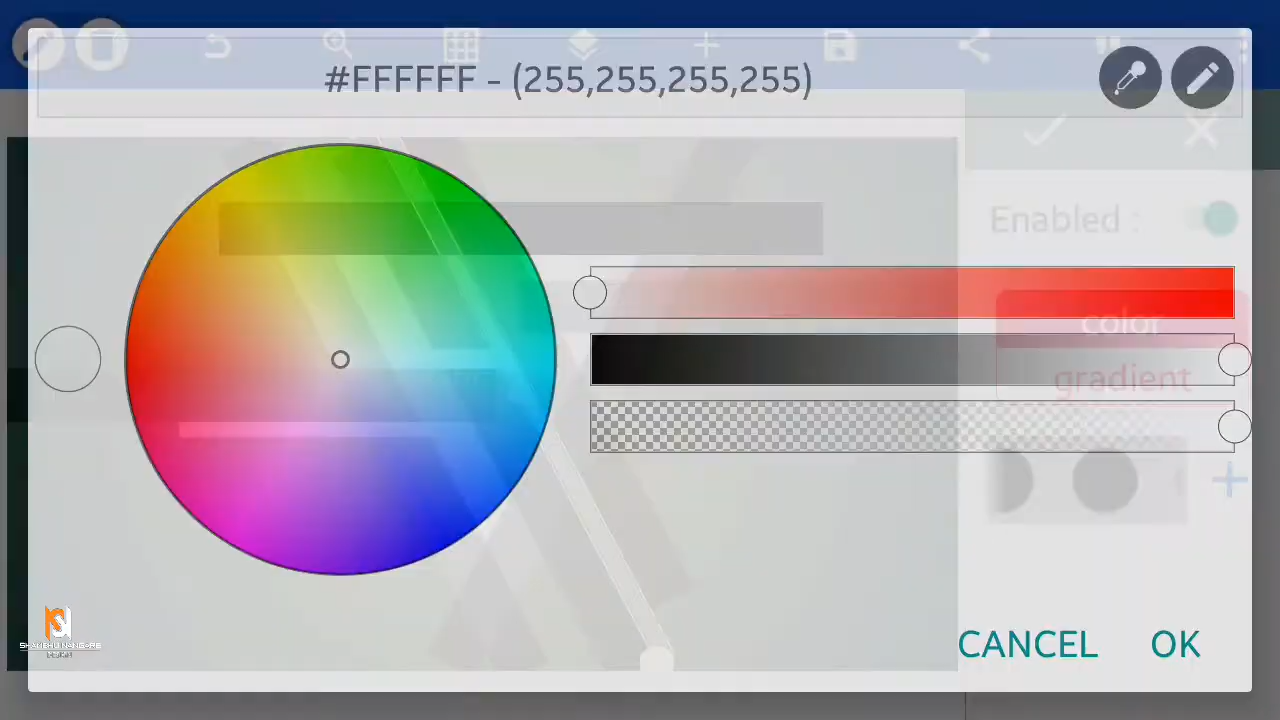 #FFFFFF - (255,255,255,255)
Enabled :
color
gradient
CANCEL
OK